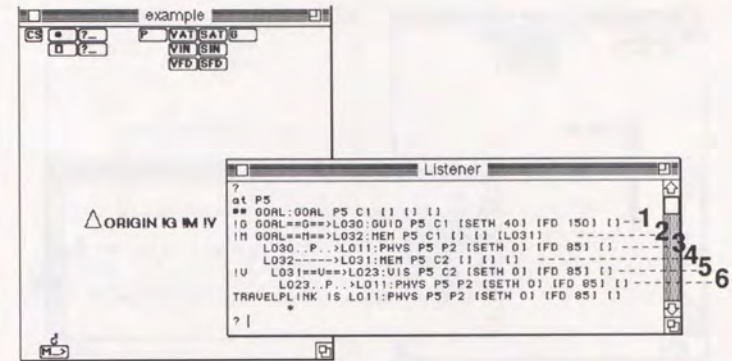 example
CS ● ?_ P VAT SAT G
□ ?_ VIN SIN
VFD SFD
△ORIGIN !G !M !V
M_>
Listener
?
at P5
** GOAL:GOAL P5 C1 [] [] []
!G GOAL==G==>L030:GUID P5 C1 [SETH 40] [FD 150] []---1
!M GOAL==M==>L032:MEM P5 C1 [] [] [L031]---2
L030..P..>L011:PHYS P5 P2 [SETH 0] [FD 85] []---3
L032----->L031:MEM P5 C2 [] [] []---4
!V L031==V==>L023:VIS P5 C2 [SETH 0] [FD 85] []---5
L023..P..>L011:PHYS P5 P2 [SETH 0] [FD 85] []---6
TRAVELPLINK IS L011:PHYS P5 P2 [SETH 0] [FD 85] []
*
? |